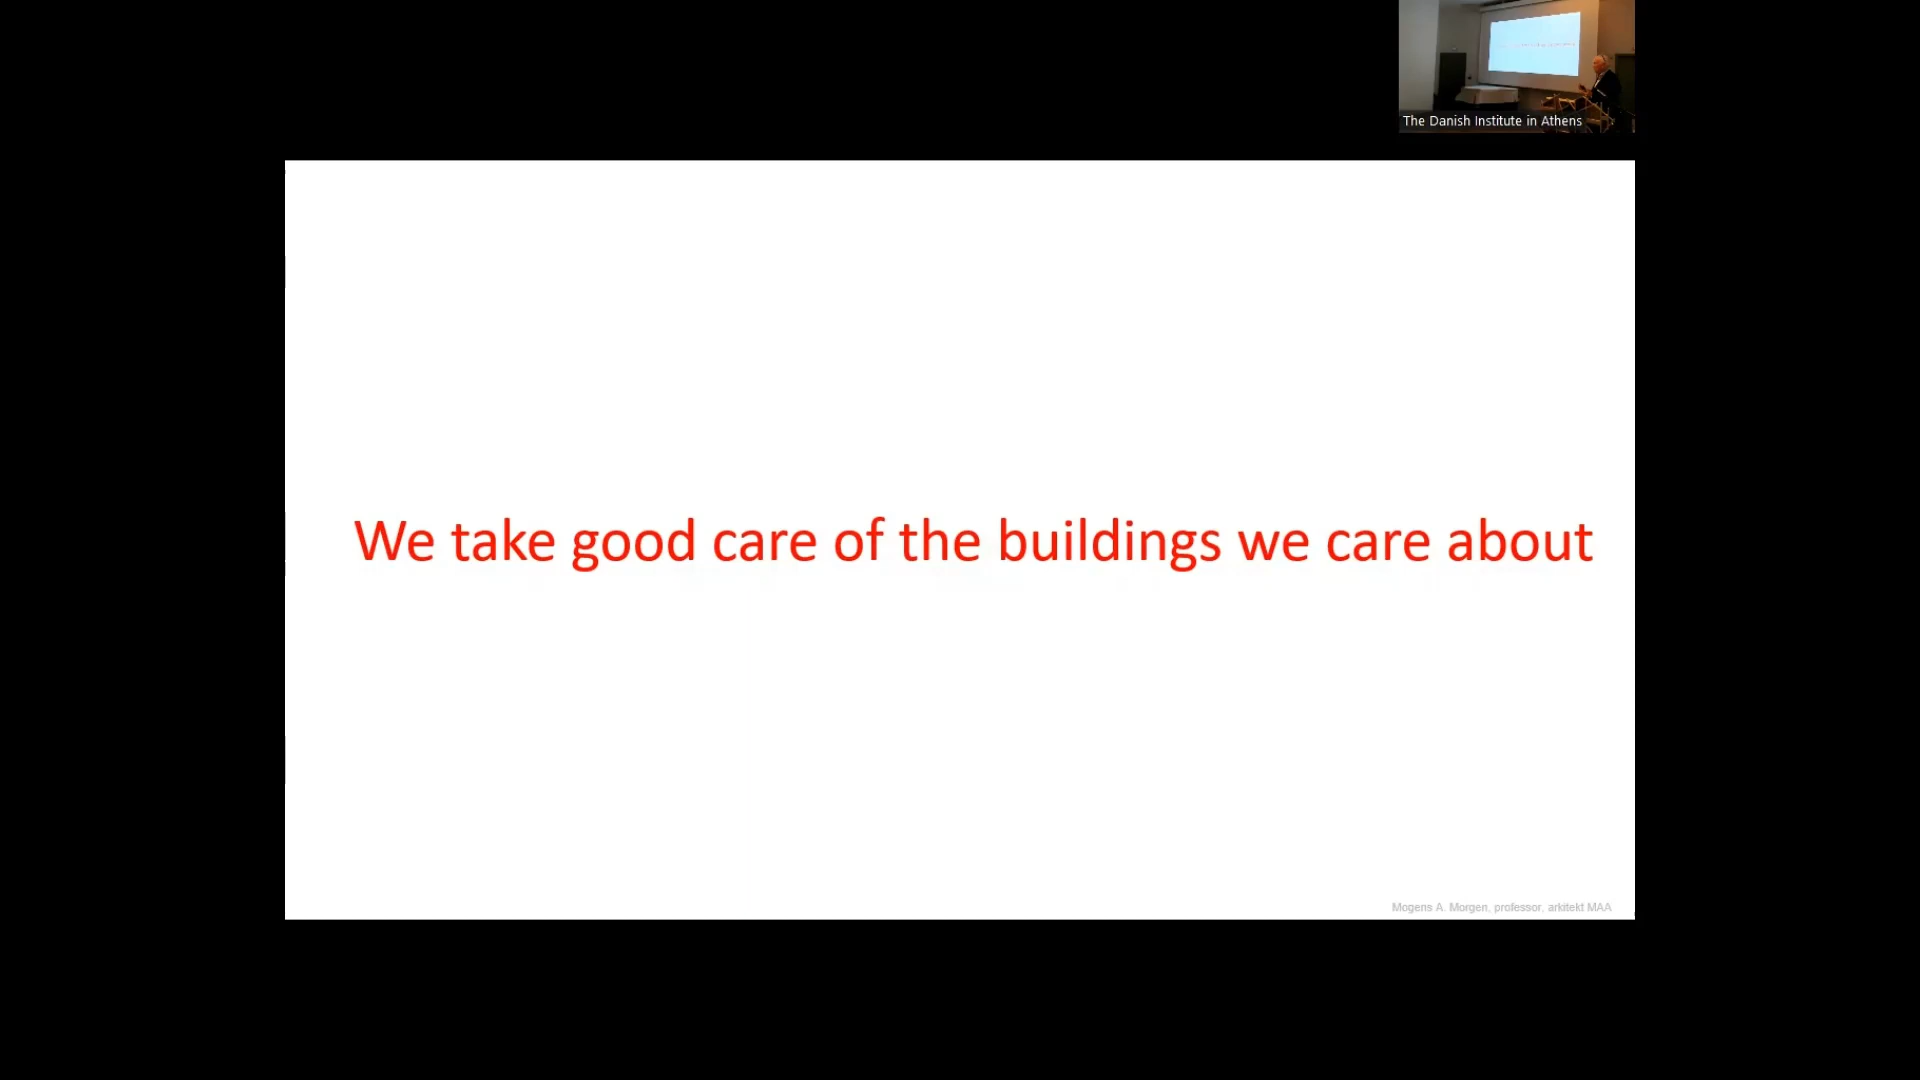 The Danish Institute in Athens
We take good care of the buildings we care about
Mogens A. Morgen, professor, arkitekt MAA